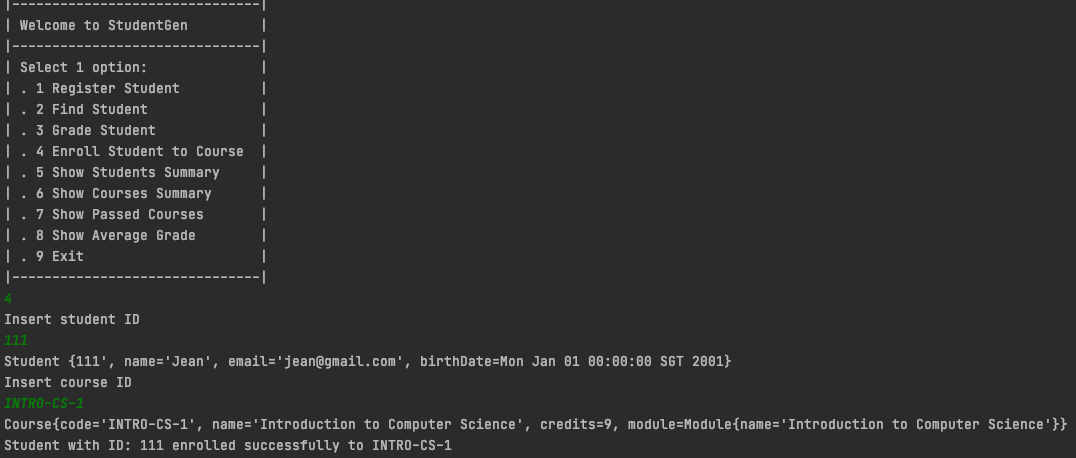 |-------------------------------|
| Welcome to StudentGen         |
|-------------------------------|
| Select 1 option:              |
| . 1 Register Student          |
| . 2 Find Student              |
| . 3 Grade Student             |
| . 4 Enroll Student to Course  |
| . 5 Show Students Summary     |
| . 6 Show Courses Summary      |
| . 7 Show Passed Courses       |
| . 8 Show Average Grade        |
| . 9 Exit                      |
|-------------------------------|
4
Insert student ID
111
Student {111', name='Jean', email='jean@gmail.com', birthDate=Mon Jan 01 00:00:00 SGT 2001}
Insert course ID
INTRO-CS-1
Course{code='INTRO-CS-1', name='Introduction to Computer Science', credits=9, module=Module{name='Introduction to Computer Science'}}
Student with ID: 111 enrolled successfully to INTRO-CS-1